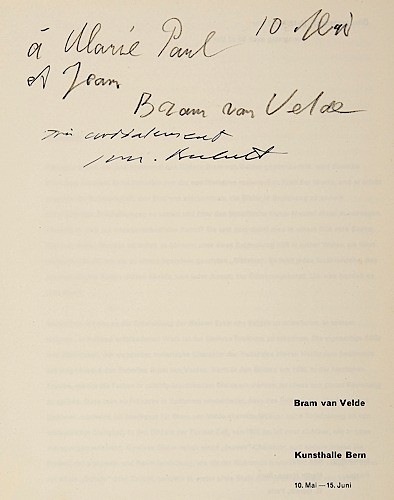 à Marie Paul 10 Mai
et Jean
Bram van Velde
très cordialement
Bram van Velde
Kunsthalle Bern
10. Mai — 15. Juni